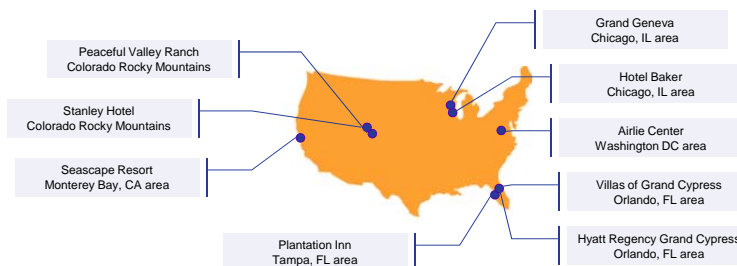 Grand Geneva
Chicago, IL area
Peaceful Valley Ranch
Colorado Rocky Mountains
Hotel Baker
Chicago, IL area
Stanley Hotel
Colorado Rocky Mountains
Airlie Center
Washington DC area
Seascape Resort
Monterey Bay, CA area
Villas of Grand Cypress
Orlando, FL area
Plantation Inn
Tampa, FL area
Hyatt Regency Grand Cypress
Orlando, FL area